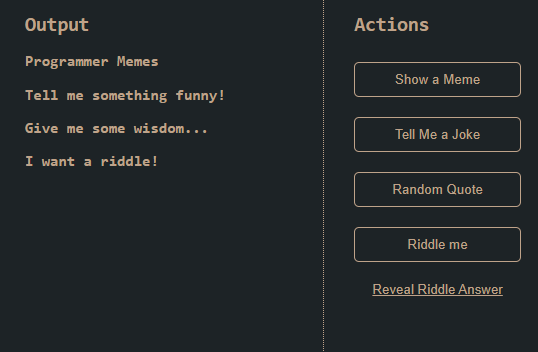 Output
Programmer Memes
Tell me something funny!
Give me some wisdom...
I want a riddle!
Actions
Show a Meme
Tell Me a Joke
Random Quote
Riddle me
Reveal Riddle Answer